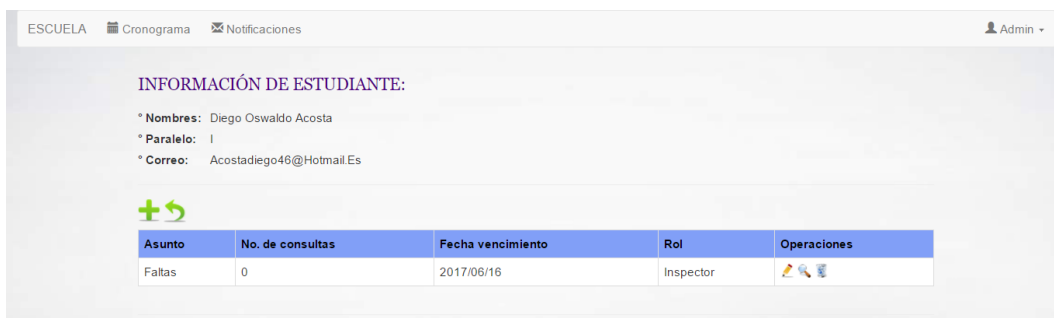 ESCUELA Cronograma Notificaciones Admin
INFORMACIÓN DE ESTUDIANTE:
° Nombres: Diego Oswaldo Acosta
° Paralelo: I
° Correo: Acostadiego46@Hotmail.Es
Asunto No. de consultas Fecha vencimiento Rol Operaciones
Faltas 0 2017/06/16 Inspector